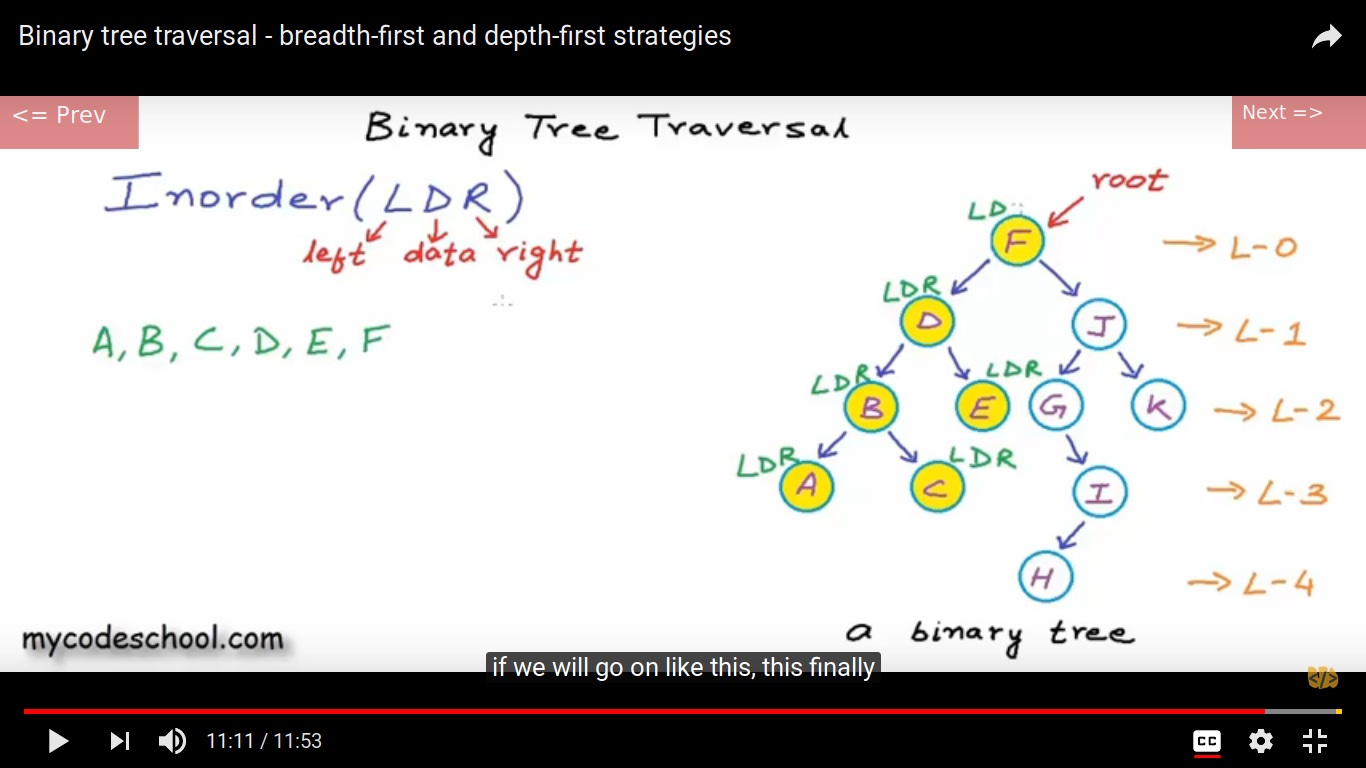 Binary tree traversal - breadth-first and depth-first strategies
<= Prev
Next =>
Binary Tree Traversal
Inorder(LDR)
left data right
A, B, C, D, E, F
root
LD
F
L-0
LDR
D
J
L-1
LDR
LDR
B
E
G
K
L-2
LDR
LDR
A
C
I
L-3
H
L-4
a binary tree
mycodeschool.com
if we will go on like this, this finally
</>
11:11 / 11:53
CC